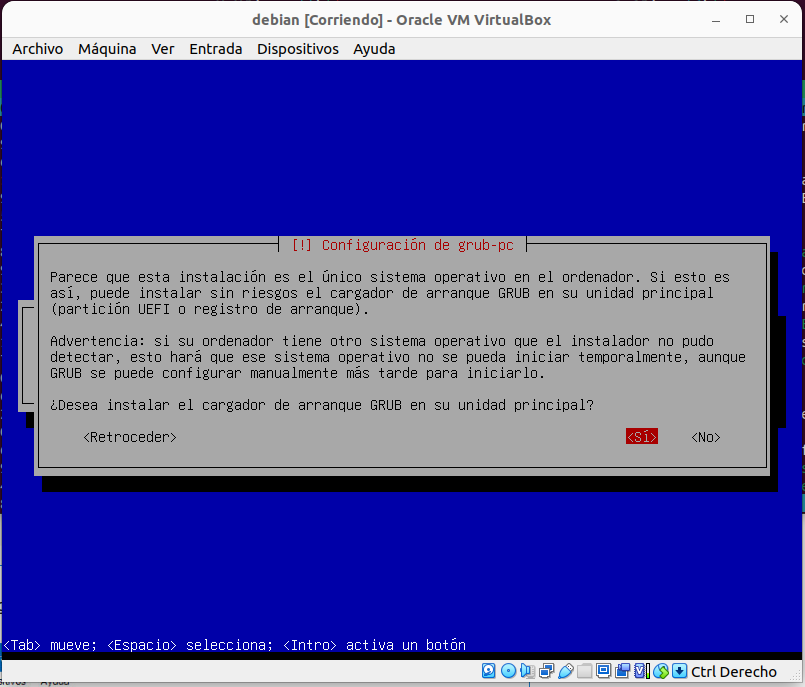 debian [Corriendo] - Oracle VM VirtualBox
Archivo Máquina Ver Entrada Dispositivos Ayuda
[!] Configuración de grub-pc
Parece que esta instalación es el único sistema operativo en el ordenador. Si esto es
así, puede instalar sin riesgos el cargador de arranque GRUB en su unidad principal
(partición UEFI o registro de arranque).
Advertencia: si su ordenador tiene otro sistema operativo que el instalador no pudo
detectar, esto hará que ese sistema operativo no se pueda iniciar temporalmente, aunque
GRUB se puede configurar manualmente más tarde para iniciarlo.
¿Desea instalar el cargador de arranque GRUB en su unidad principal?
<Retroceder> <Sí> <No>
<Tab> mueve; <Espacio> selecciona; <Intro> activa un botón
Ctrl Derecho